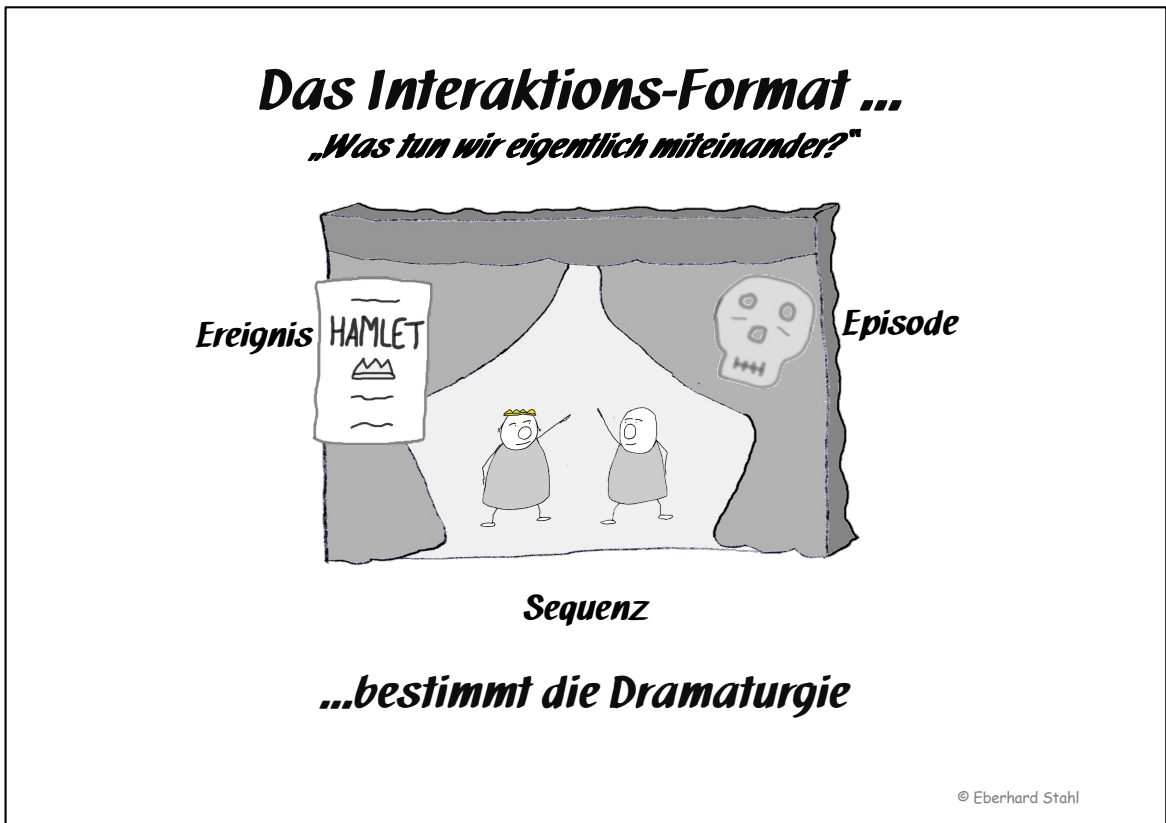 Das Interaktions-Format ...
„Was tun wir eigentlich miteinander?“
Ereignis
HAMLET
Episode
Sequenz
...bestimmt die Dramaturgie
© Eberhard Stahl